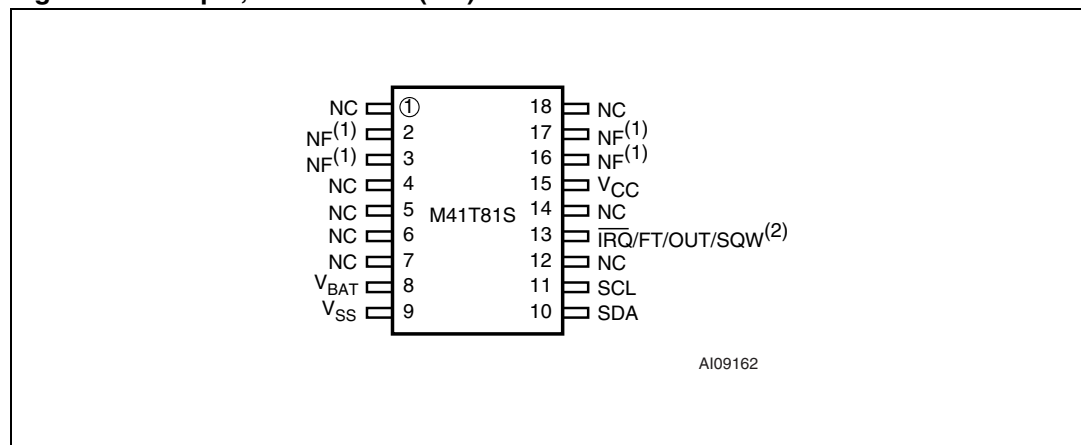 NC ① 18 NC
NF(1) 2 17 NF(1)
NF(1) 3 16 NF(1)
NC 4 15 VCC
NC 5 M41T81S 14 NC
NC 6 13 I̅R̅Q̅/FT/OUT/SQW(2)
NC 7 12 NC
VBAT 8 11 SCL
VSS 9 10 SDA
AI09162